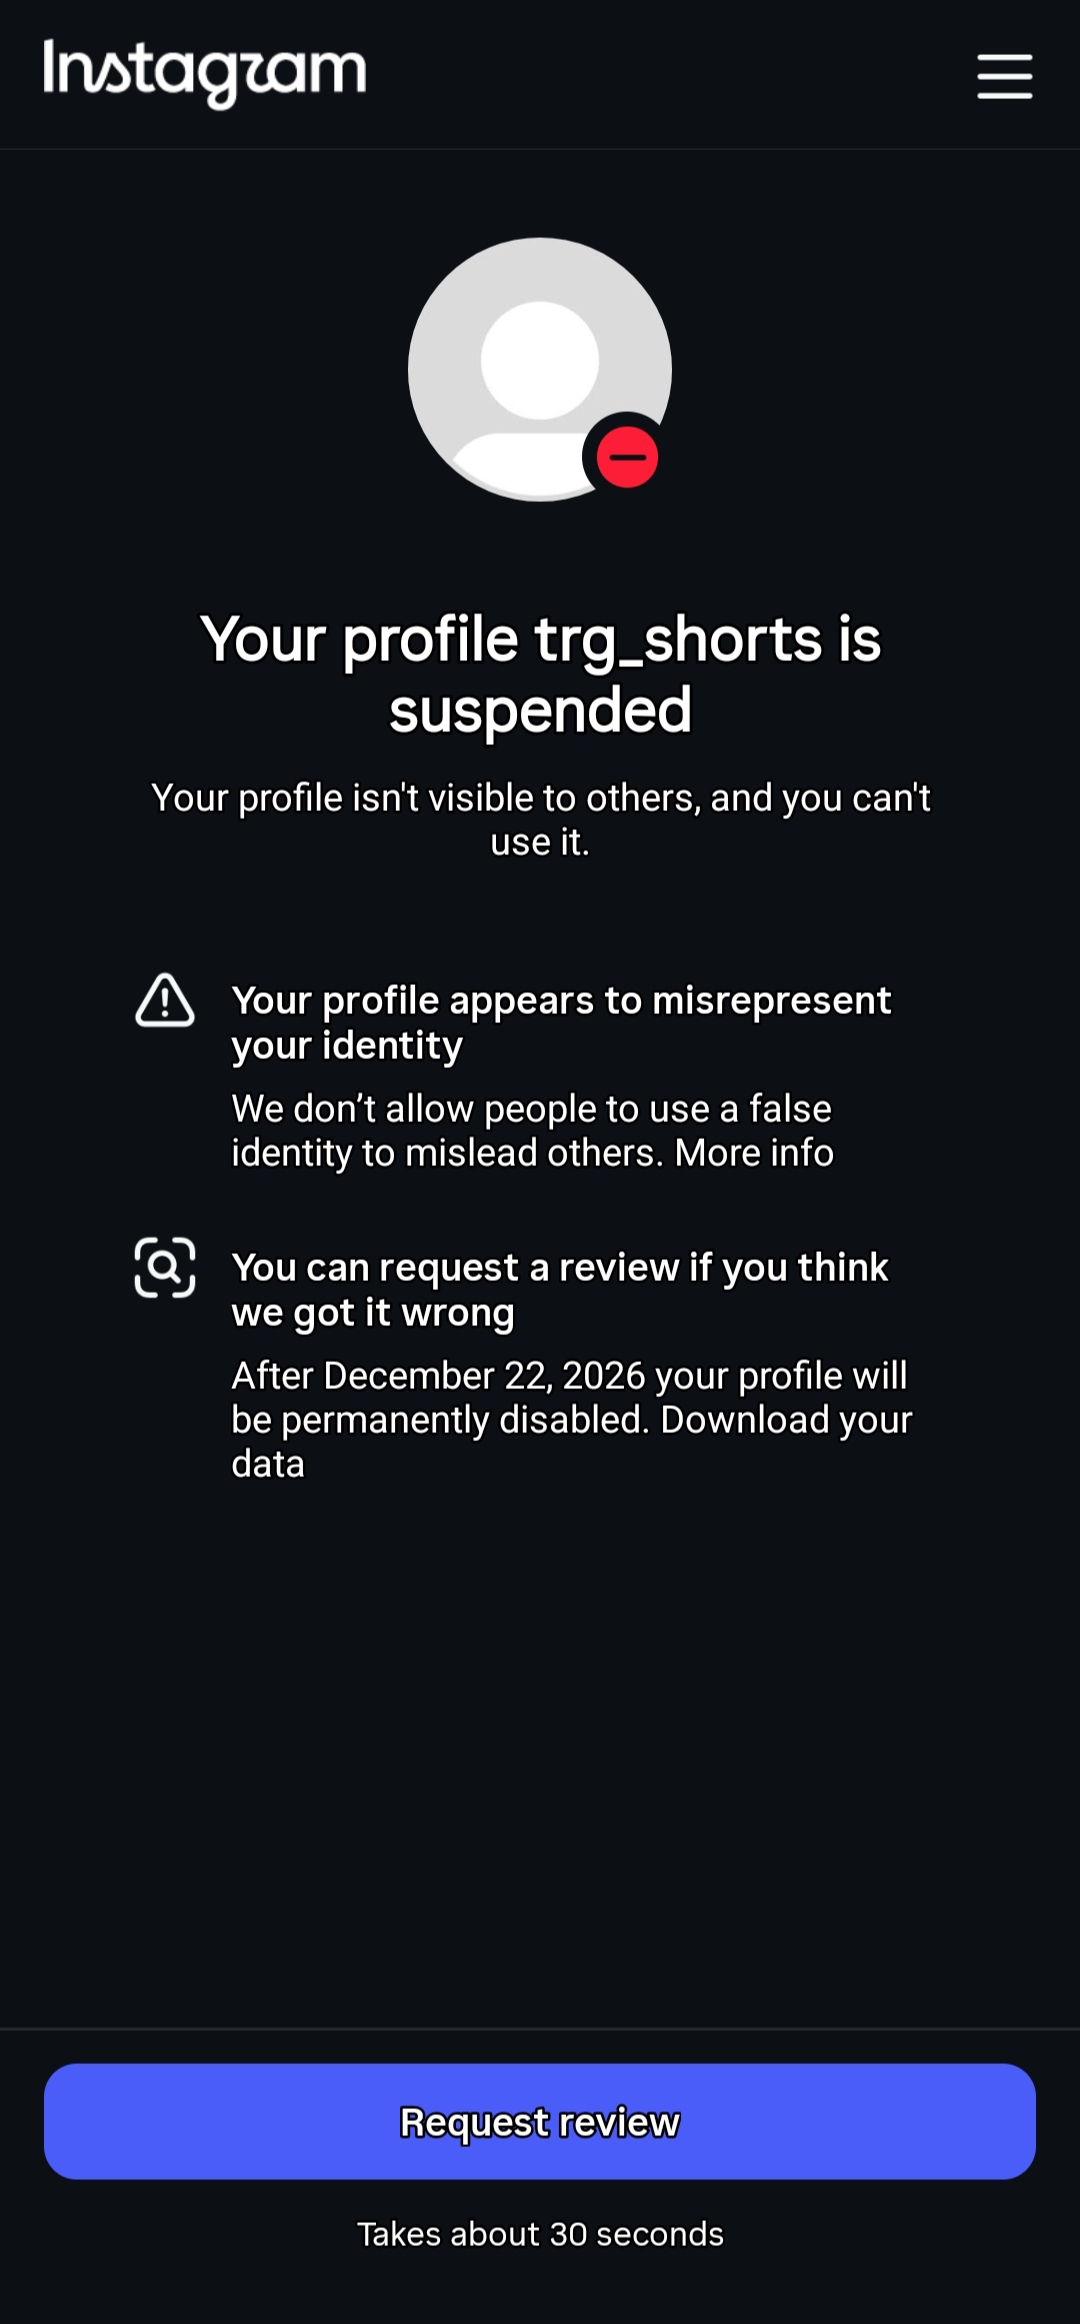 Instagram
Your profile trg_shorts is
suspended
Your profile isn't visible to others, and you can't
use it.
Your profile appears to misrepresent
your identity
We don’t allow people to use a false
identity to mislead others. More info
You can request a review if you think
we got it wrong
After December 22, 2026 your profile will
be permanently disabled. Download your
data
Request review
Takes about 30 seconds